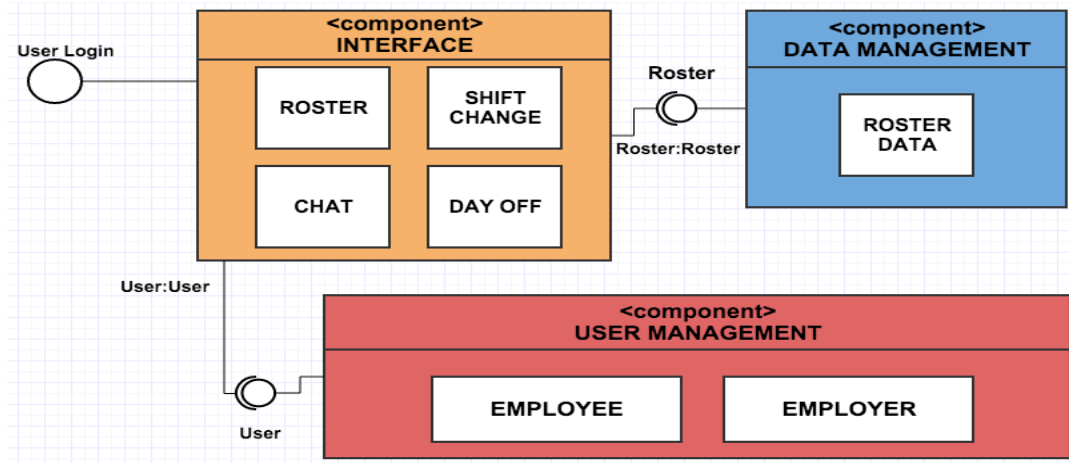 User Login
<component>
INTERFACE
ROSTER
SHIFT
CHANGE
CHAT
DAY OFF
Roster
Roster:Roster
<component>
DATA MANAGEMENT
ROSTER
DATA
User:User
User
<component>
USER MANAGEMENT
EMPLOYEE
EMPLOYER